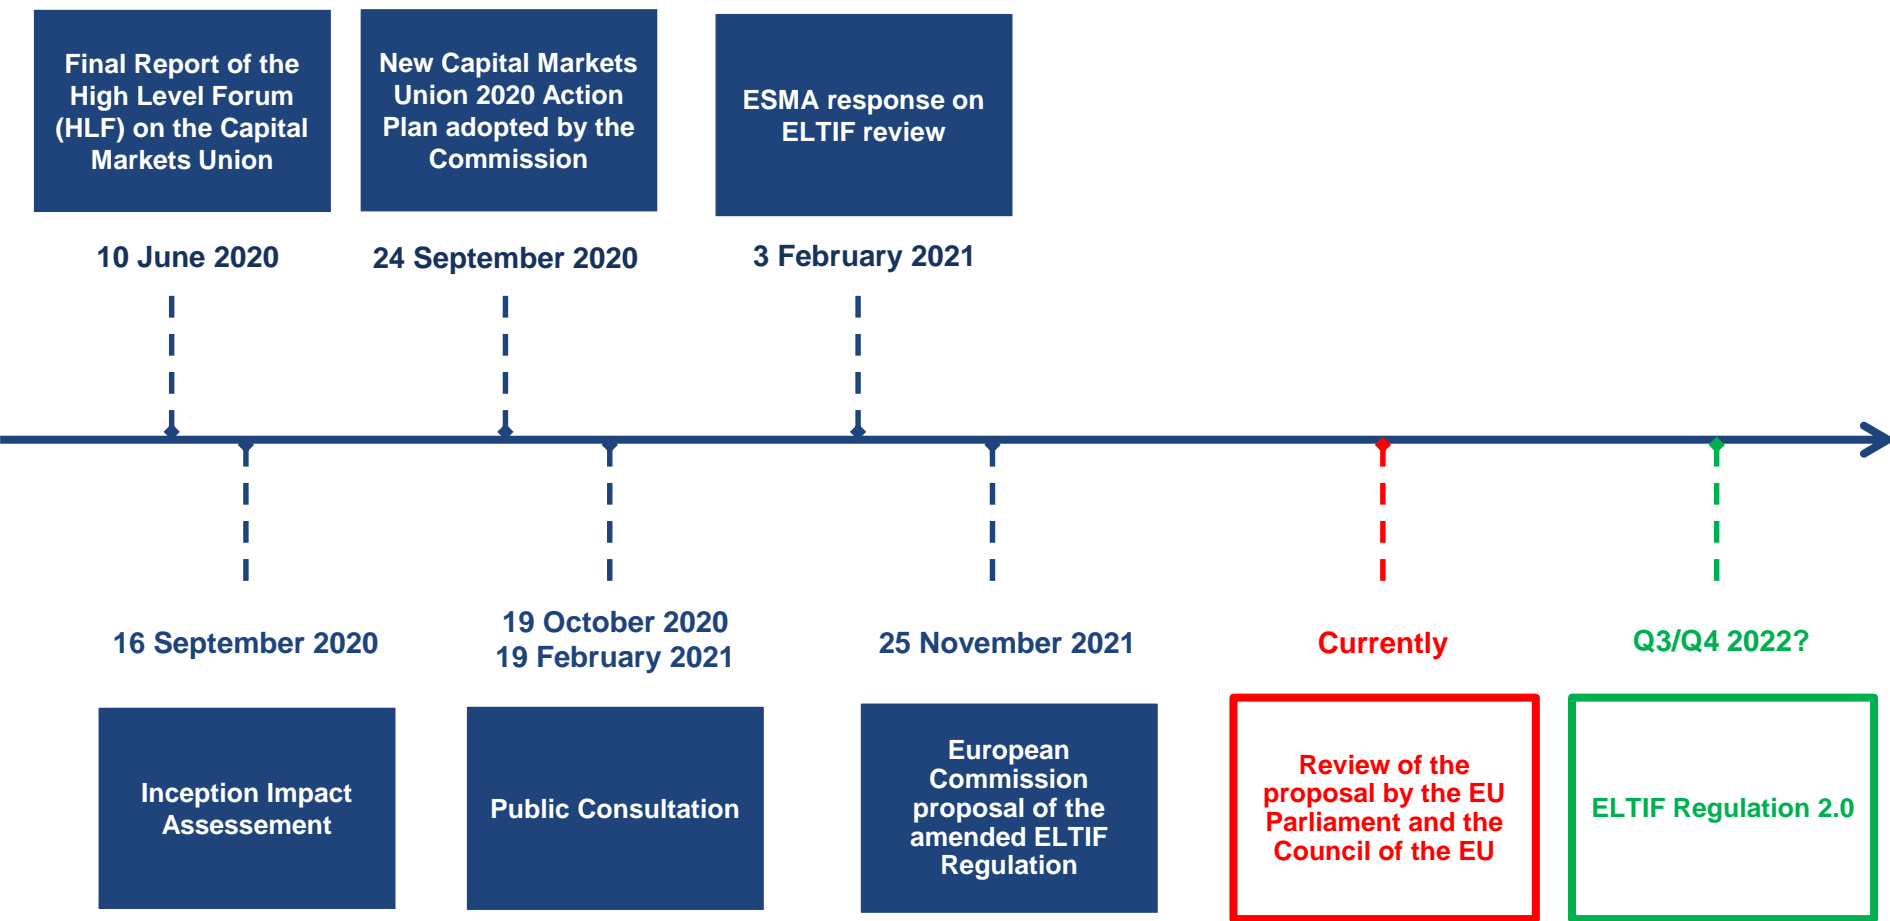 Final Report of the
High Level Forum
(HLF) on the Capital
Markets Union
10 June 2020
New Capital Markets
Union 2020 Action
Plan adopted by the
Commission
24 September 2020
ESMA response on
ELTIF review
3 February 2021
16 September 2020
Inception Impact
Assessement
19 October 2020
19 February 2021
Public Consultation
25 November 2021
European
Commission
proposal of the
amended ELTIF
Regulation
Currently
Review of the
proposal by the EU
Parliament and the
Council of the EU
Q3/Q4 2022?
ELTIF Regulation 2.0